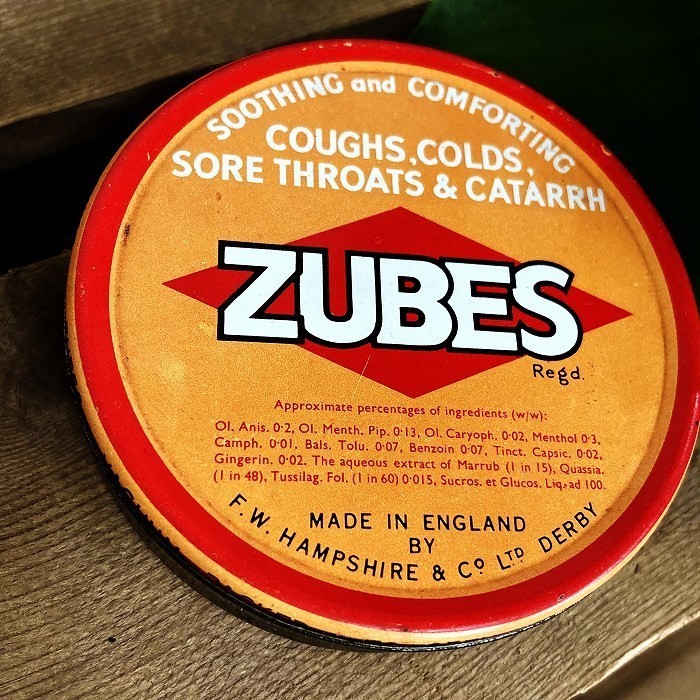 SOOTHING and COMFORTING
COUGHS, COLDS,
SORE THROATS & CATARRH
ZUBES
Regd.
Approximate percentages of ingredients (w/w):
Ol. Anis. 0·2, Ol. Menth. Pip. 0·13, Ol. Caryoph. 0·02, Menthol 0·3,
Camph. 0·01, Bals. Tolu. 0·07, Benzoin 0·07, Tinct. Capsic. 0·02,
Gingerin. 0·02. The aqueous extract of Marrub (1 in 15), Quassia.
(1 in 48), Tussilag. Fol. (1 in 60) 0·015, Sucros. et Glucos. Liq. ad 100.
MADE IN ENGLAND
BY
F.W. HAMPSHIRE & Co LTD DERBY